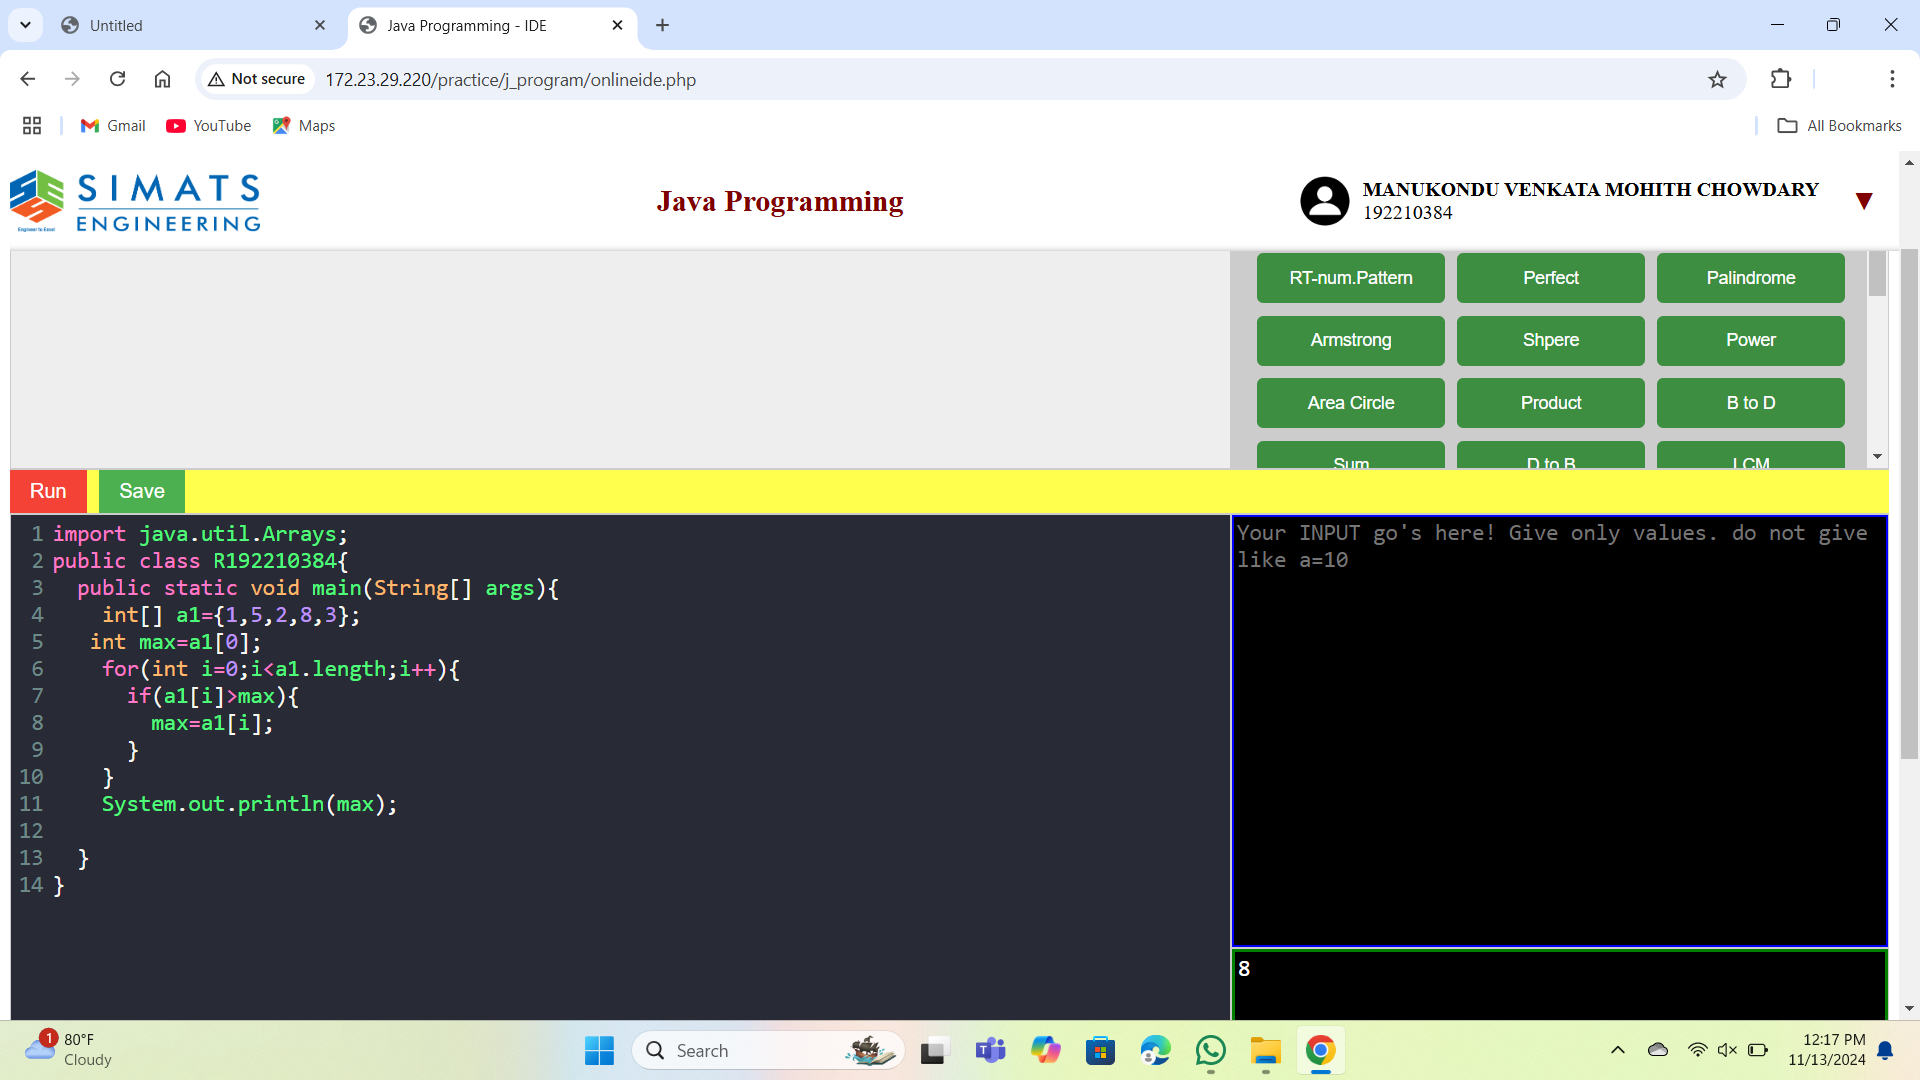 Untitled
Java Programming - IDE
Not secure
172.23.29.220/practice/j_program/onlineide.php
Gmail
YouTube
Maps
All Bookmarks
SIMATS
ENGINEERING
Engineer to Excel
Java Programming
MANUKONDU VENKATA MOHITH CHOWDARY
192210384
RT-num.Pattern Perfect Palindrome
Armstrong Shpere Power
Area Circle Product B to D
Sum D to B LCM
Run Save
1 import java.util.Arrays;
2 public class R192210384{
3   public static void main(String[] args){
4     int[] a1={1,5,2,8,3};
5    int max=a1[0];
6     for(int i=0;i<a1.length;i++){
7       if(a1[i]>max){
8         max=a1[i];
9       }
10     }
11     System.out.println(max);
12
13   }
14 }
Your INPUT go's here! Give only values. do not give
like a=10
8
1
80°F
Cloudy
Search
12:17 PM
11/13/2024